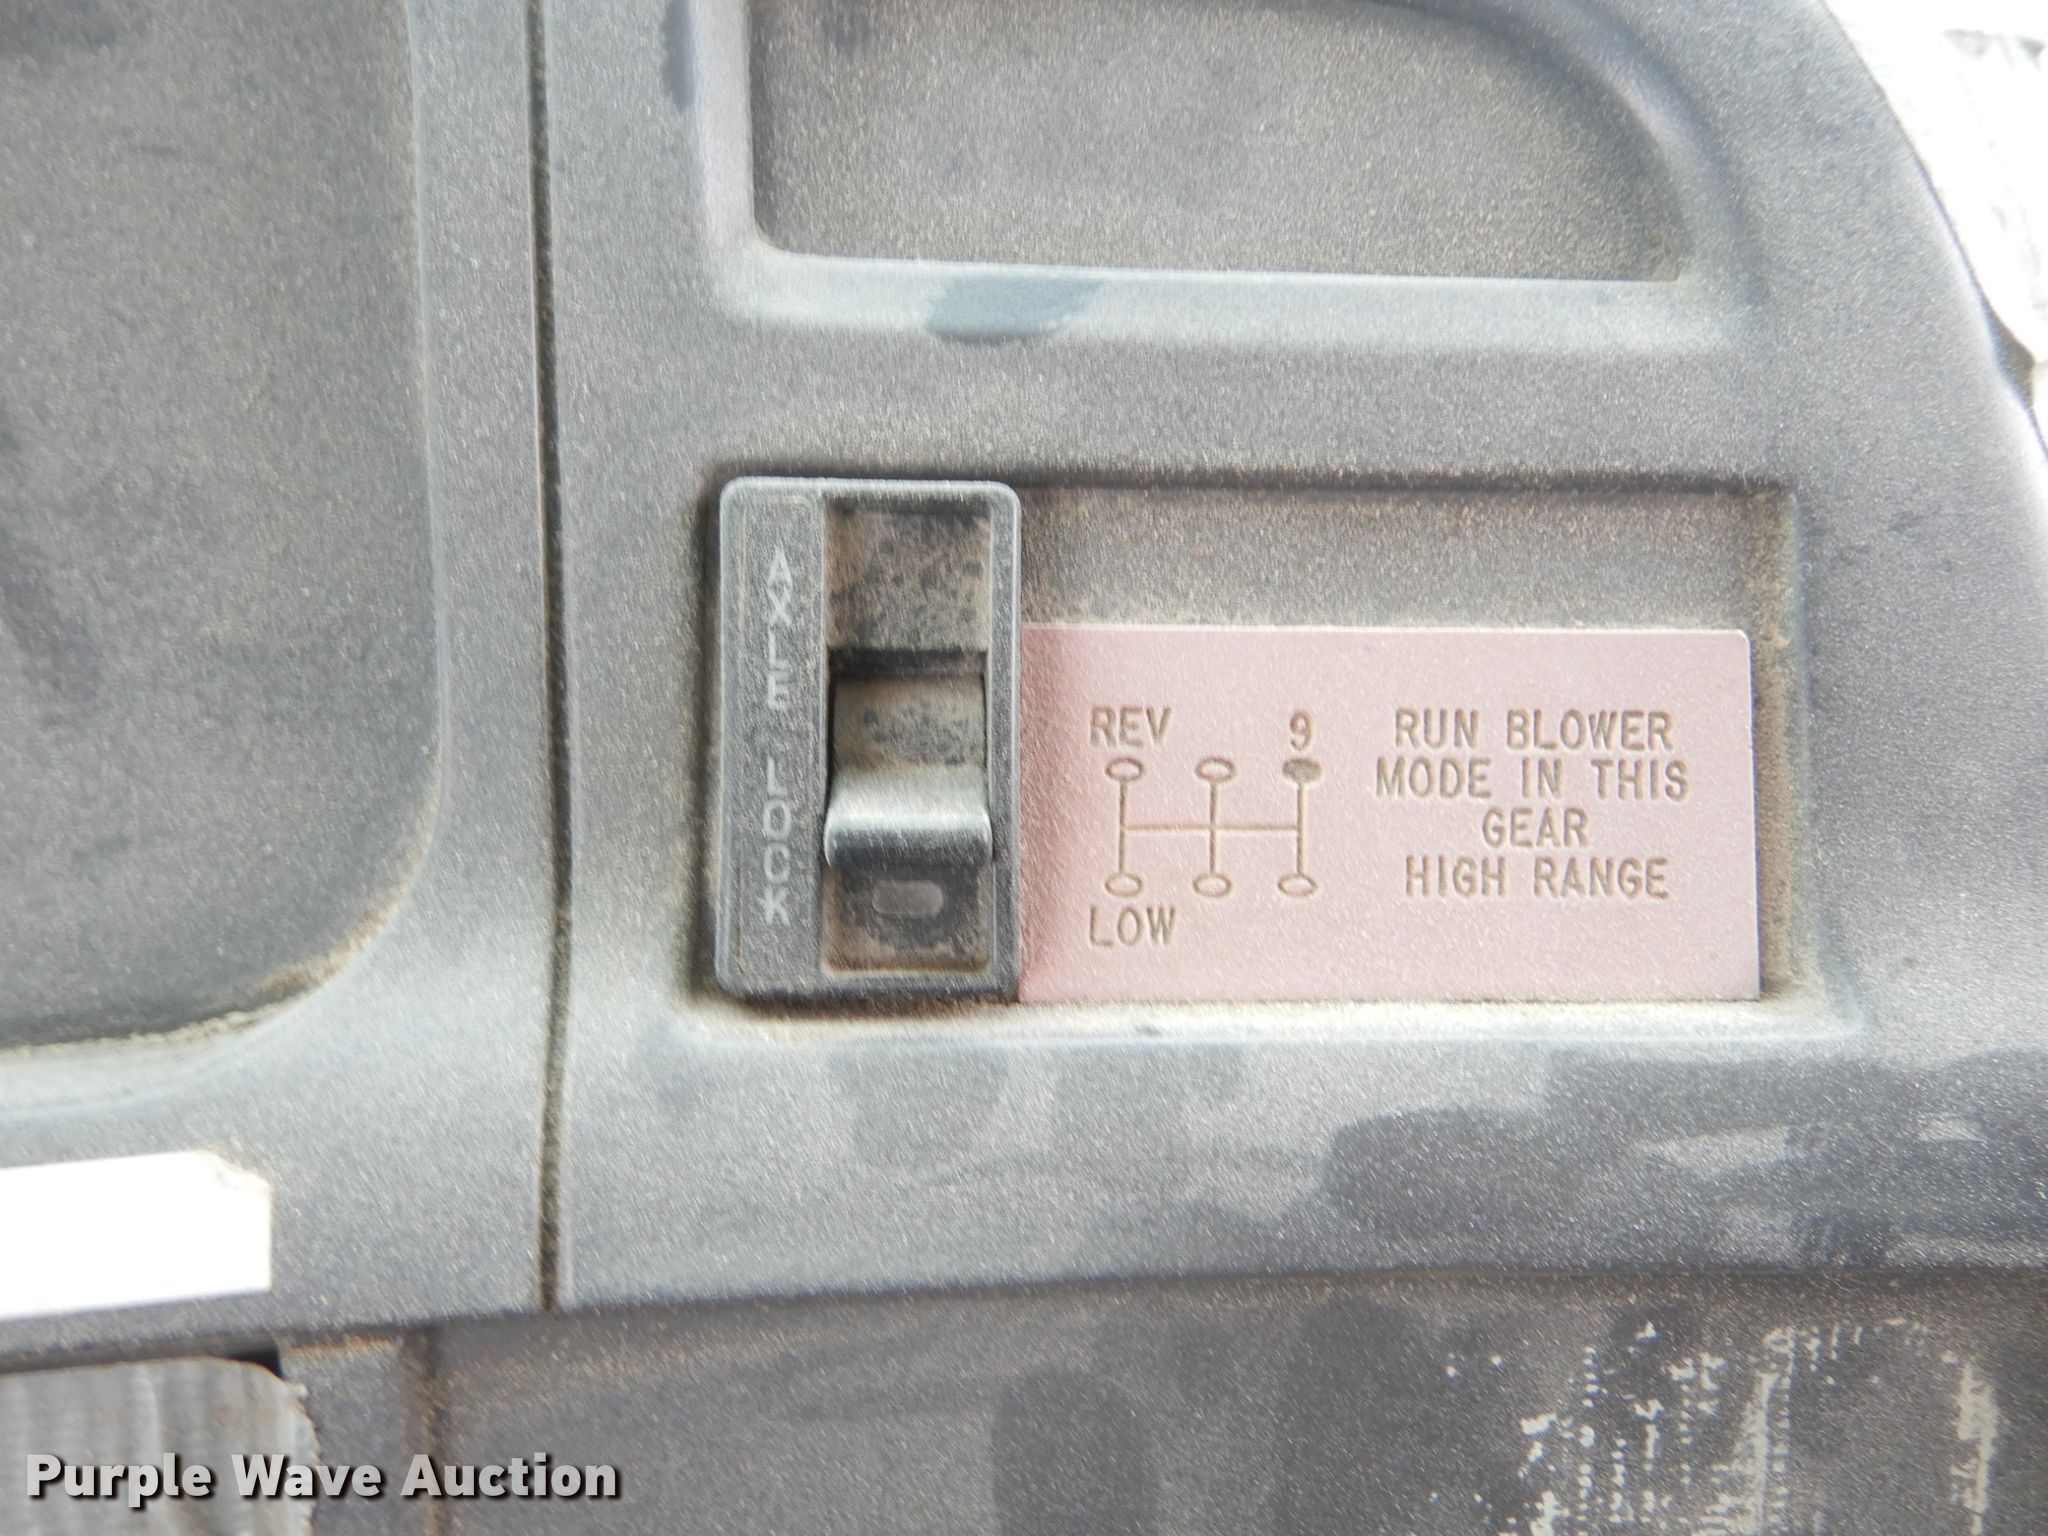 AXLE LOCK
REV
9
LOW
RUN BLOWER
MODE IN THIS
GEAR
HIGH RANGE
Purple Wave Auction